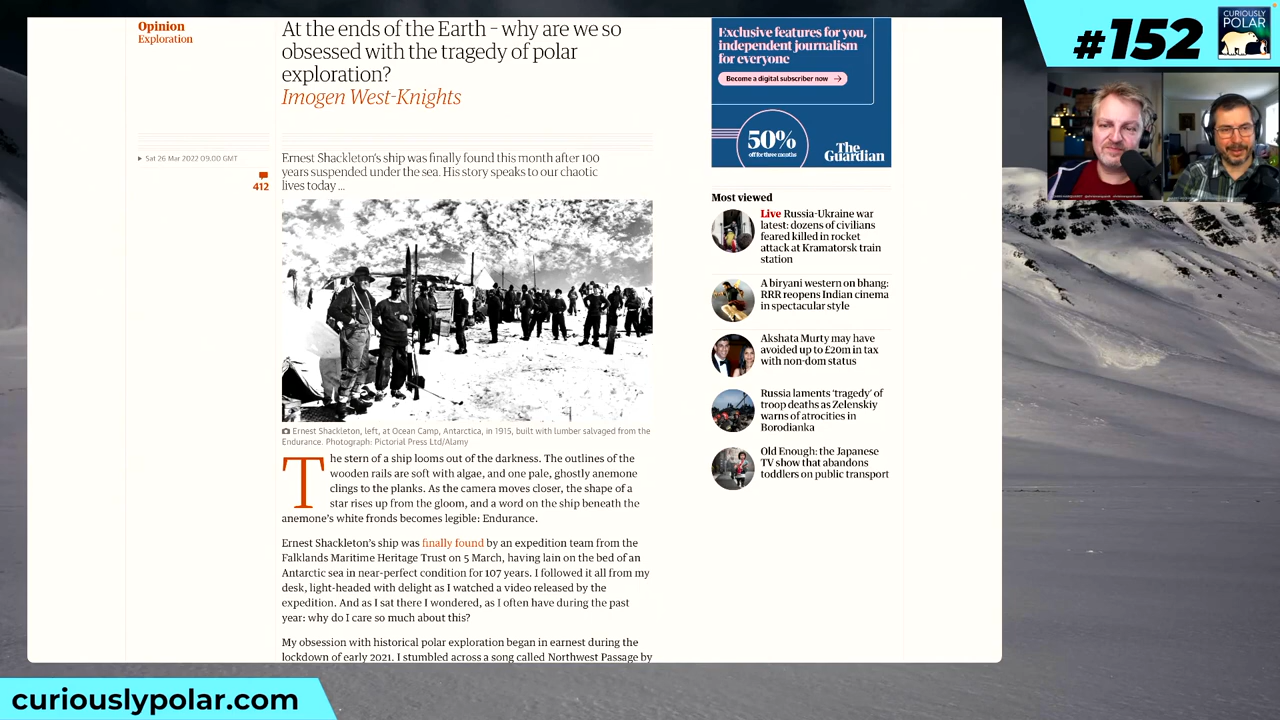 Opinion
Exploration
At the ends of the Earth – why are we so
obsessed with the tragedy of polar
exploration?
Imogen West-Knights
Sat 26 Mar 2022 09.00 GMT
412
Ernest Shackleton's ship was finally found this month after 100
years suspended under the sea. His story speaks to our chaotic
lives today ...
Ernest Shackleton, left, at Ocean Camp, Antarctica, in 1915, built with lumber salvaged from the
Endurance. Photograph: Pictorial Press Ltd/Alamy
The stern of a ship looms out of the darkness. The outlines of the
wooden rails are soft with algae, and one pale, ghostly anemone
clings to the planks. As the camera moves closer, the shape of a
star rises up from the gloom, and a word on the ship beneath the
anemone's white fronds becomes legible: Endurance.
Ernest Shackleton's ship was finally found by an expedition team from the
Falklands Maritime Heritage Trust on 5 March, having lain on the bed of an
Antarctic sea in near-perfect condition for 107 years. I followed it all from my
desk, light-headed with delight as I watched a video released by the
expedition. And as I sat there I wondered, as I often have during the past
year: why do I care so much about this?
My obsession with historical polar exploration began in earnest during the
lockdown of early 2021. I stumbled across a song called Northwest Passage by
Exclusive features for you,
independent journalism
for everyone
Become a digital subscriber now →
50%
off for three months
The
Guardian
Most viewed
Live Russia-Ukraine war
latest: dozens of civilians
feared killed in rocket
attack at Kramatorsk train
station
A biryani western on bhang:
RRR reopens Indian cinema
in spectacular style
Akshata Murty may have
avoided up to £20m in tax
with non-dom status
Russia laments 'tragedy' of
troop deaths as Zelenskiy
warns of atrocities in
Borodianka
Old Enough: the Japanese
TV show that abandons
toddlers on public transport
#152
CURIOUSLY
POLAR
curiouslypolar.com